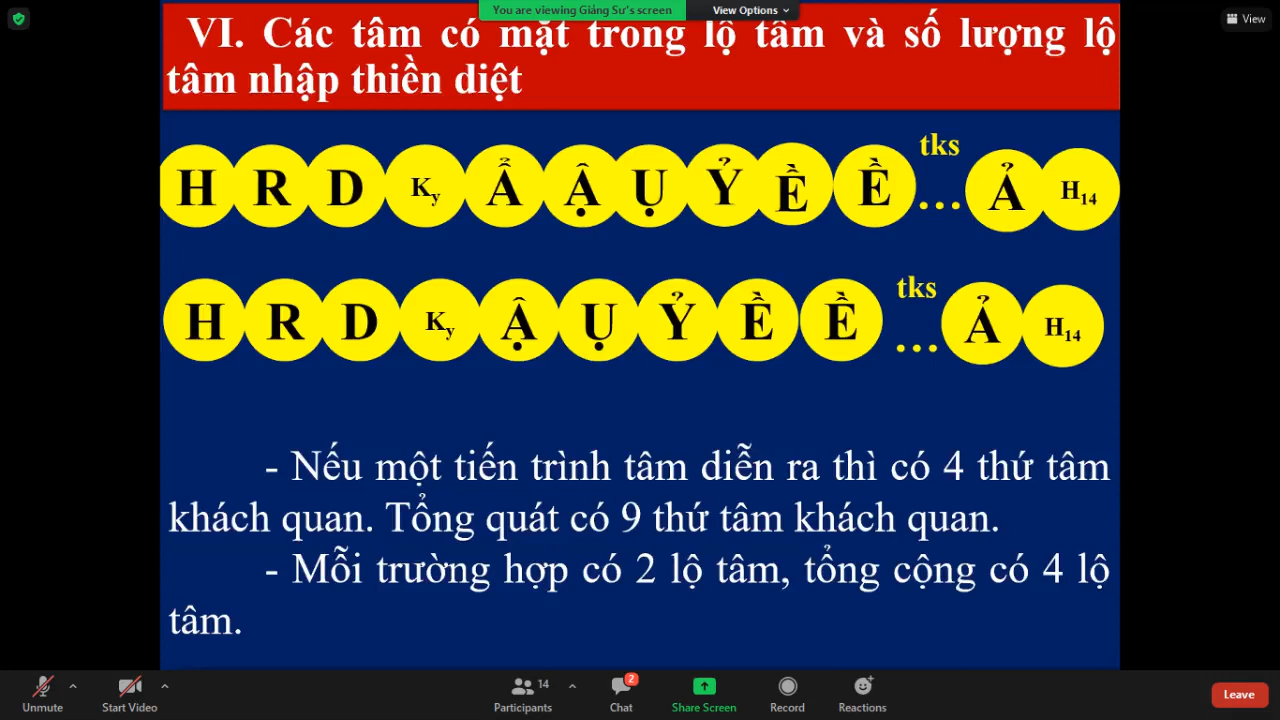 You are viewing Giảng Sư's screen View Options
View
VI. Các tâm có mặt trong lộ tâm và số lượng lộ
tâm nhập thiền diệt
H R D Ky Ẩ Ậ Ụ Ỷ Ề Ề tks ... Ả H14
H R D Ky Ậ Ụ Ỷ Ề Ề tks ... Ả H14
- Nếu một tiến trình tâm diễn ra thì có 4 thứ tâm
khách quan. Tổng quát có 9 thứ tâm khách quan.
- Mỗi trường hợp có 2 lộ tâm, tổng cộng có 4 lộ
tâm.
Unmute Start Video Participants 14 Chat 2 Share Screen Record Reactions Leave